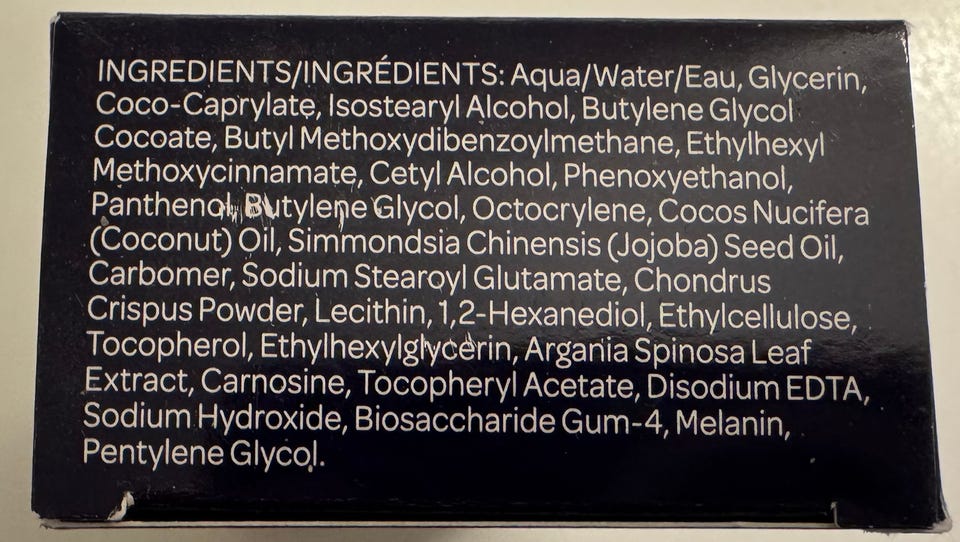 INGREDIENTS/INGRÉDIENTS: Aqua/Water/Eau, Glycerin,
Coco-Caprylate, Isostearyl Alcohol, Butylene Glycol
Cocoate, Butyl Methoxydibenzoylmethane, Ethylhexyl
Methoxycinnamate, Cetyl Alcohol, Phenoxyethanol,
Panthenol, Butylene Glycol, Octocrylene, Cocos Nucifera
(Coconut) Oil, Simmondsia Chinensis (Jojoba) Seed Oil,
Carbomer, Sodium Stearoyl Glutamate, Chondrus
Crispus Powder, Lecithin, 1,2-Hexanediol, Ethylcellulose,
Tocopherol, Ethylhexylglycerin, Argania Spinosa Leaf
Extract, Carnosine, Tocopheryl Acetate, Disodium EDTA,
Sodium Hydroxide, Biosaccharide Gum-4, Melanin,
Pentylene Glycol.